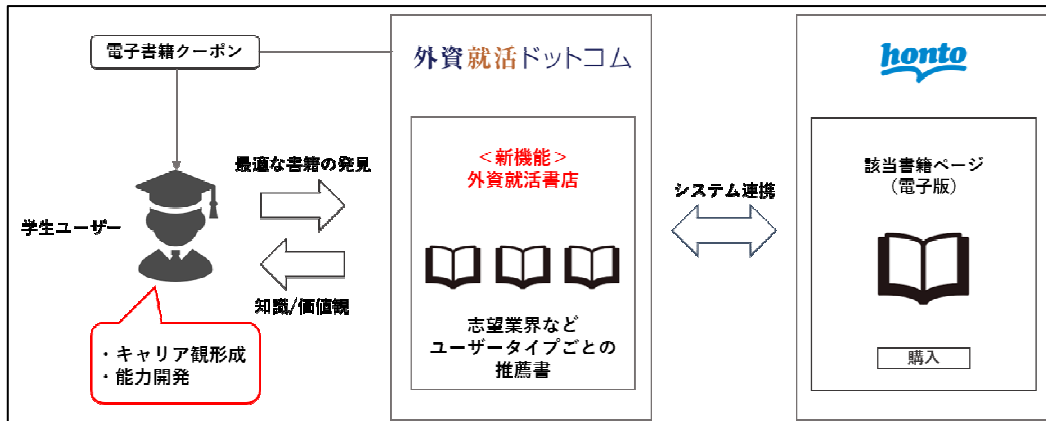 電子書籍クーポン
外資就活ドットコム
honto
最適な書籍の発見
<新機能>
外資就活書店
システム連携
該当書籍ページ
（電子版）
学生ユーザー
知識/価値観
志望業界など
ユーザータイプごとの
推薦書
購入
・キャリア観形成
・能力開発